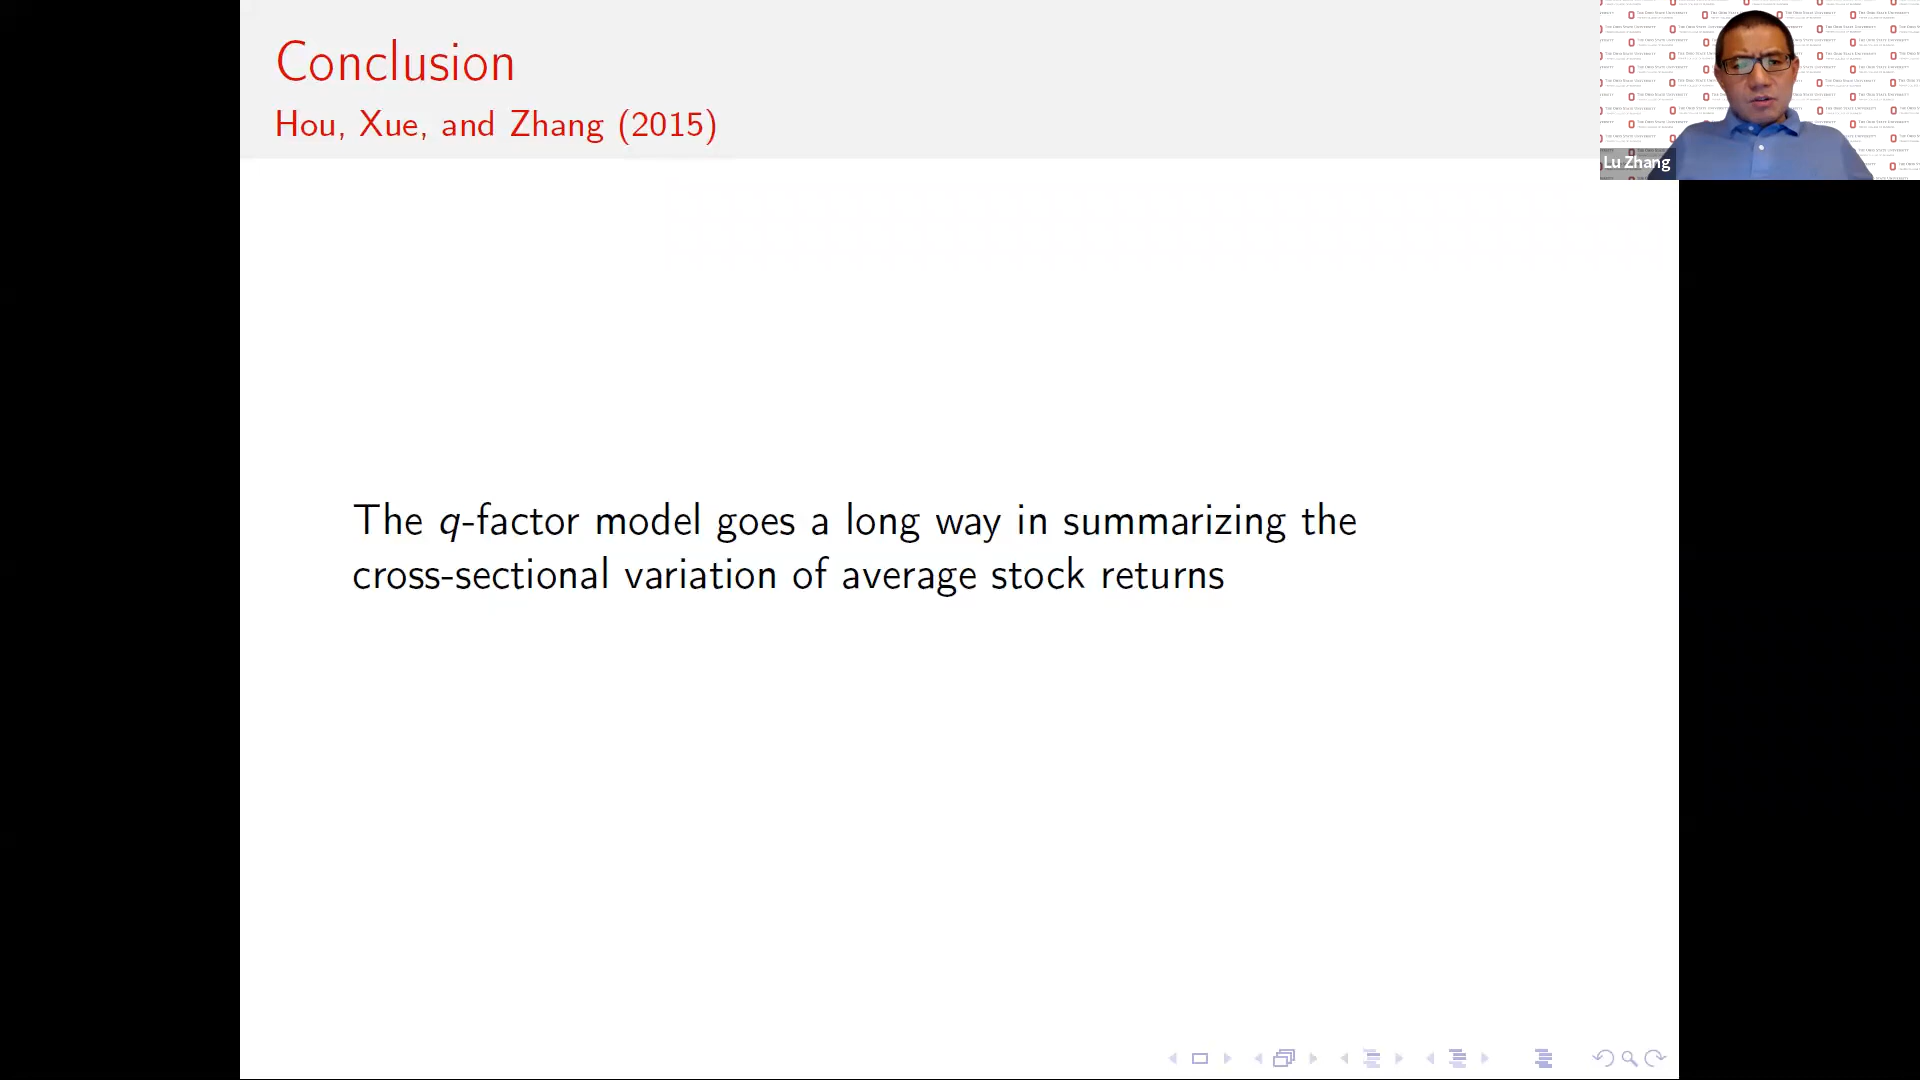 Conclusion
Hou, Xue, and Zhang (2015)
Lu Zhang
The q-factor model goes a long way in summarizing the
cross-sectional variation of average stock returns